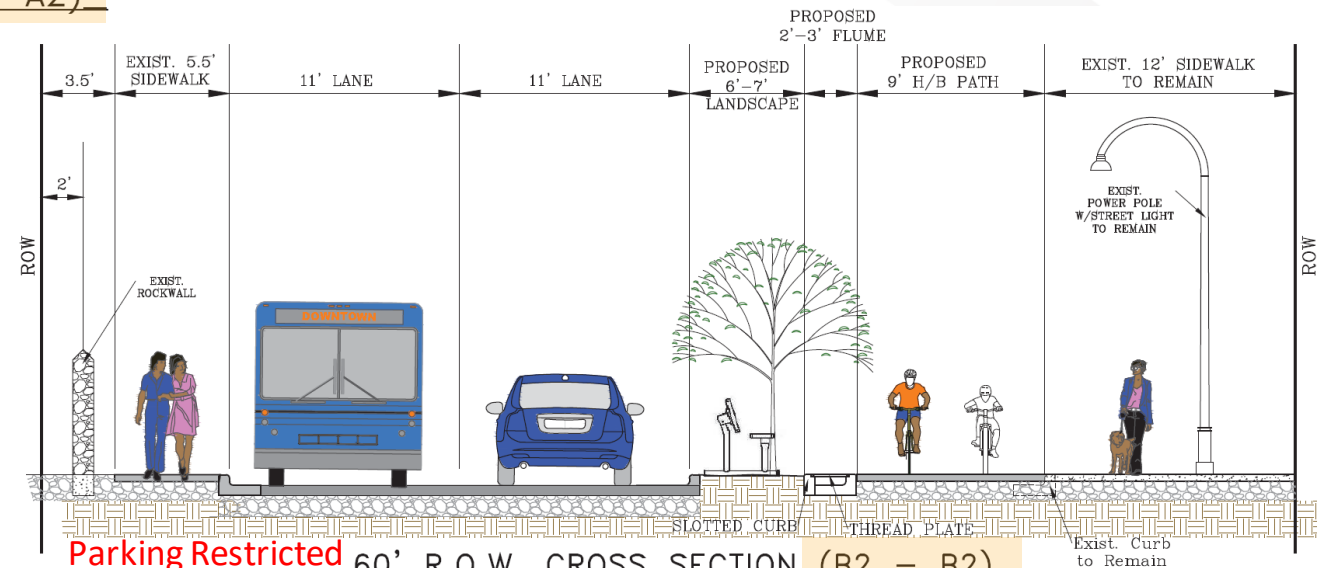 A2)
PROPOSED
2'-3' FLUME
3.5'
EXIST. 5.5'
SIDEWALK
11' LANE
11' LANE
PROPOSED
6'-7'
LANDSCAPE
PROPOSED
9' H/B PATH
EXIST. 12' SIDEWALK
TO REMAIN
2'
EXIST.
POWER POLE
W/STREET LIGHT
TO REMAIN
ROW
ROW
EXIST.
ROCKWALL
DOWNTOWN
SLOTTED CURB
THREAD PLATE
Exist. Curb
to Remain
Parking Restricted
60' R.O.W. CROSS SECTION (B2 - B2)